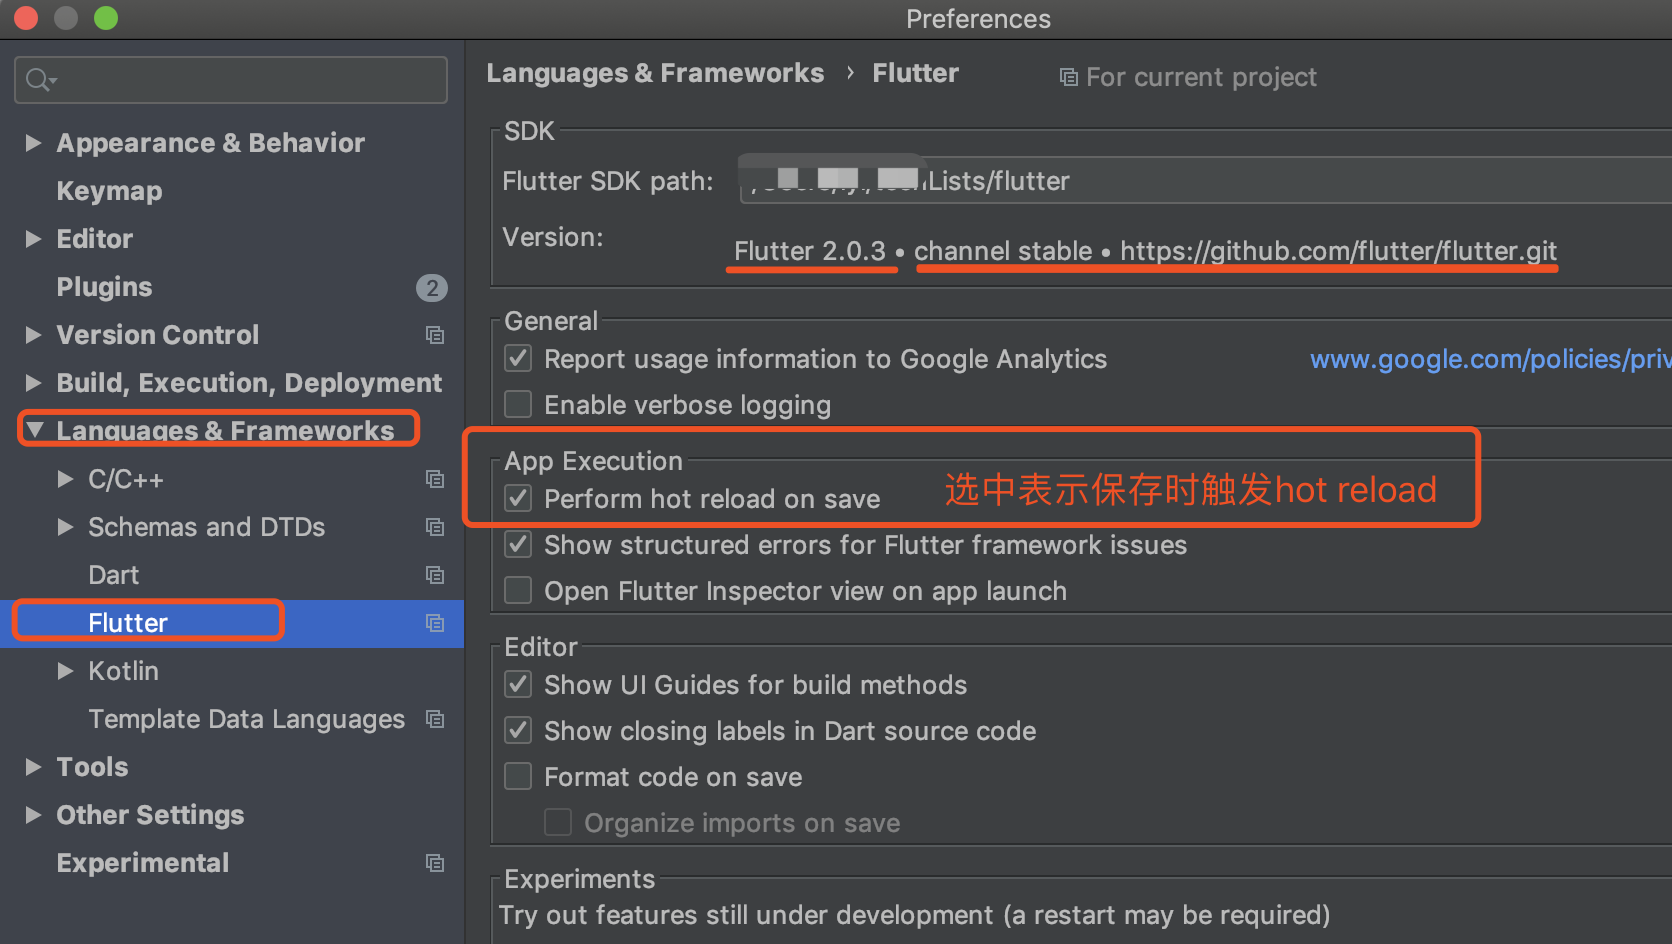 Preferences
Appearance & Behavior
Keymap
Editor
Plugins
2
Version Control
Build, Execution, Deployment
Languages & Frameworks
C/C++
Schemas and DTDs
Dart
Flutter
Kotlin
Template Data Languages
Tools
Other Settings
Experimental
Languages & Frameworks › Flutter
For current project
SDK
Flutter SDK path:
Lists/flutter
Version:
Flutter 2.0.3 • channel stable • https://github.com/flutter/flutter.git
General
Report usage information to Google Analytics
www.google.com/policies/priv
Enable verbose logging
App Execution
Perform hot reload on save
选中表示保存时触发hot reload
Show structured errors for Flutter framework issues
Open Flutter Inspector view on app launch
Editor
Show UI Guides for build methods
Show closing labels in Dart source code
Format code on save
Organize imports on save
Experiments
Try out features still under development (a restart may be required)